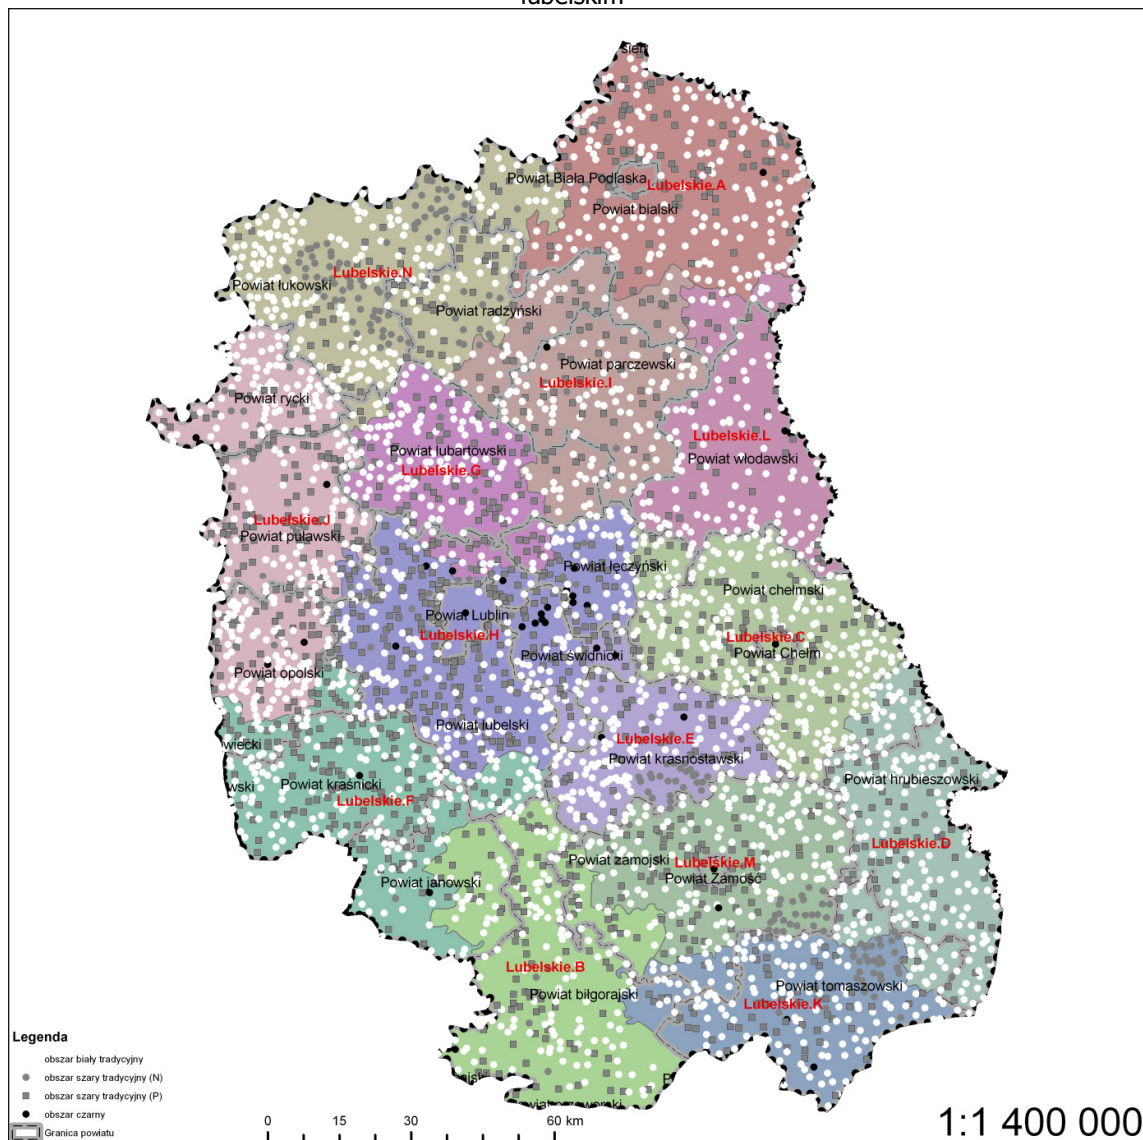 lubelskim
Powiat Biała Podlaska
Lubelskie.A
Powiat bialski
Lubelskie.N
Powiat łukowski
Powiat radzyński
Powiat parczewski
Lubelskie.I
Powiat rycki
Lubelskie.L
Powiat włodawski
Powiat lubartowski
Lubelskie.G
Lubelskie.J
Powiat puławski
Powiat łęczyński
Powiat chełmski
Powiat Lublin
Lubelskie.H
Lubelskie.C
Powiat Chełm
Powiat świdnicki
Powiat opolski
Powiat lubelski
Lubelskie.E
Powiat krasnostawski
Powiat kraśnicki
Lubelskie.F
Powiat hrubieszowski
Lubelskie.D
Powiat zamojski
Lubelskie.M
Powiat Zamość
Powiat janowski
Lubelskie.B
Powiat biłgorajski
Powiat tomaszowski
Lubelskie.K
Legenda
obszar biały tradycyjny
obszar szary tradycyjny (N)
obszar szary tradycyjny (P)
obszar czarny
Granica powiatu
0 15 30 60 km
1:1 400 000